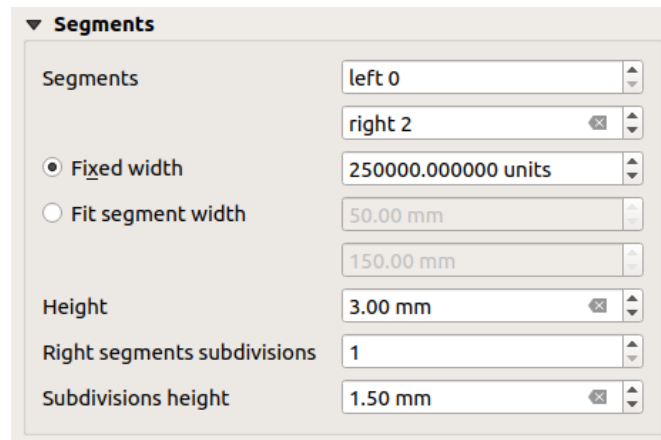 Segments
Segments left 0
right 2
Fixed width 250000.000000 units
Fit segment width 50.00 mm
150.00 mm
Height 3.00 mm
Right segments subdivisions 1
Subdivisions height 1.50 mm